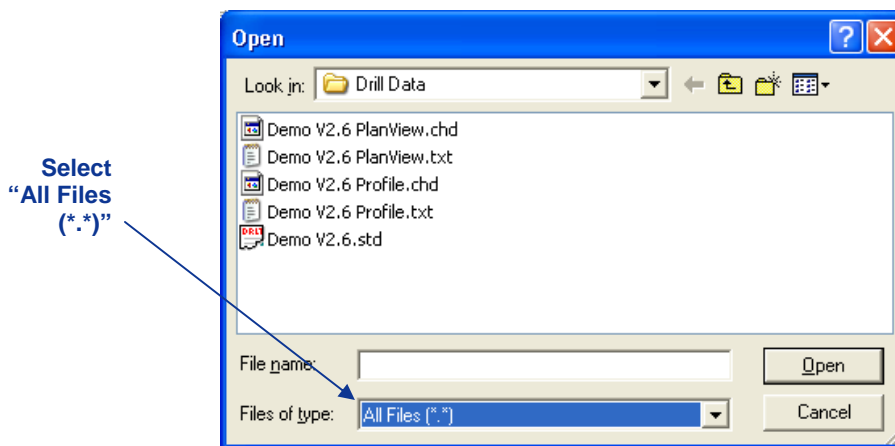 Open
Look in: Drill Data
Demo V2.6 PlanView.chd
Demo V2.6 PlanView.txt
Demo V2.6 Profile.chd
Demo V2.6 Profile.txt
DRLT
Demo V2.6.std
Select
“All Files
(*.*)”
File name:
Open
Files of type: All Files (*.*)
Cancel